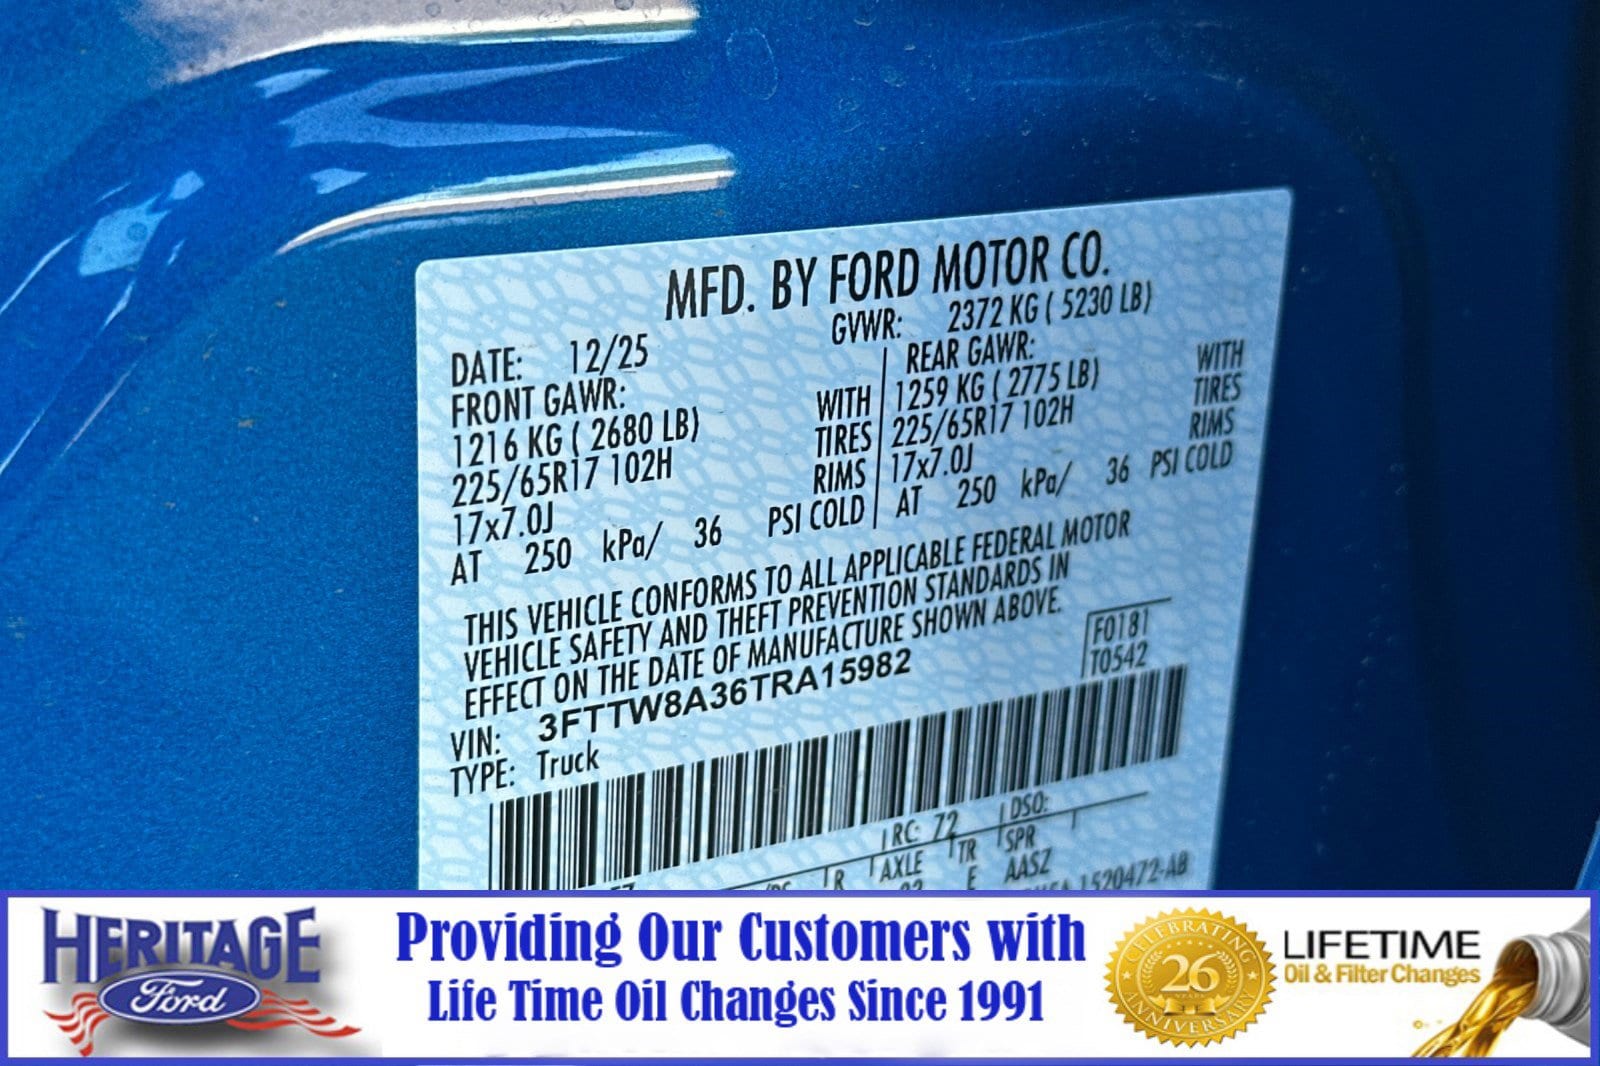 MFD. BY FORD MOTOR CO.
DATE: 12/25 GVWR: 2372 KG ( 5230 LB)
FRONT GAWR: REAR GAWR:
1216 KG ( 2680 LB) WITH 1259 KG ( 2775 LB) WITH
225/65R17 102H TIRES 225/65R17 102H TIRES
17x7.0J RIMS 17x7.0J RIMS
AT 250 kPa/ 36 PSI COLD AT 250 kPa/ 36 PSI COLD
THIS VEHICLE CONFORMS TO ALL APPLICABLE FEDERAL MOTOR
VEHICLE SAFETY AND THEFT PREVENTION STANDARDS IN
EFFECT ON THE DATE OF MANUFACTURE SHOWN ABOVE.
F0181
T0542
VIN: 3FTTW8A36TRA15982
TYPE: Truck
RC: 72 DSO:
R AXLE TR SPR
E AASZ
1520472-AB
HERITAGE
Ford
Providing Our Customers with
Life Time Oil Changes Since 1991
CELEBRATING
26
YEARS
ANNIVERSARY
LIFETIME
Oil & Filter Changes